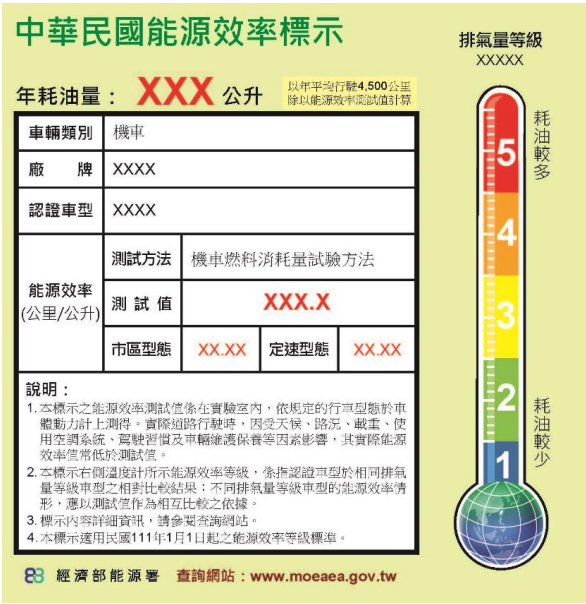 中華民國能源效率標示
年耗油量： XXX 公升
以年平均行駛4,500公里
除以能源效率測試值計算
車輛類別 機車
廠 牌 XXXX
認證車型 XXXX
能源效率
(公里/公升)
測試方法 機車燃料消耗量試驗方法
測 試 值 XXX.X
市區型態 XX.XX 定速型態 XX.XX
說明：
1.本標示之能源效率測試值係在實驗室內，依規定的行車型態於車
體動力計上測得。實際道路行駛時，因受天候、路況、載重、使
用空調系統、駕駛習慣及車輛維護保養等因素影響，其實際能源
效率值常低於測試值。
2.本標示右側溫度計所示能源效率等級，係指認證車型於相同排氣
量等級車型之相對比較結果；不同排氣量等級車型的能源效率情
形，應以測試值作為相互比較之依據。
3.標示內容詳細資訊，請參閱查詢網站。
4.本標示適用民國111年1月1日起之能源效率等級標準。
經濟部能源署 查詢網站：www.moeaea.gov.tw
排氣量等級
XXXXX
耗油較多
5
4
3
2
1
耗油較少